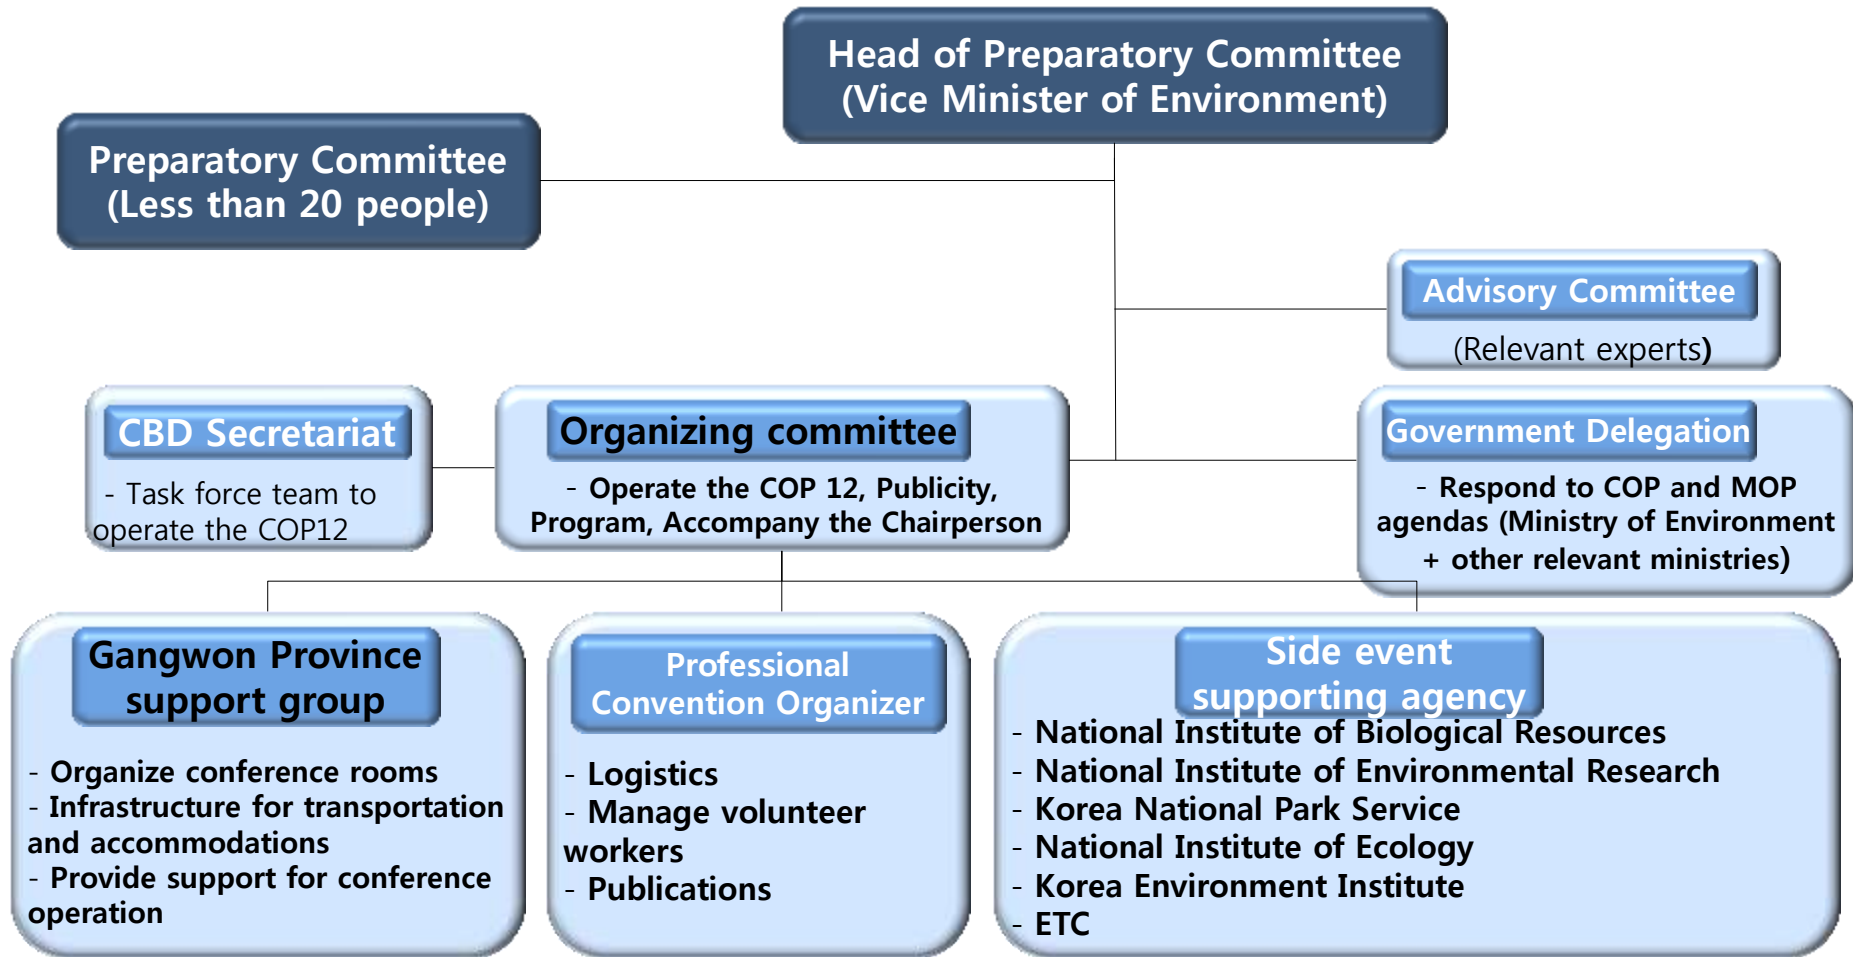 Head of Preparatory Committee
(Vice Minister of Environment)
Preparatory Committee
(Less than 20 people)
Advisory Committee
(Relevant experts)
CBD Secretariat
- Task force team to
operate the COP12
Organizing committee
- Operate the COP 12, Publicity,
Program, Accompany the Chairperson
Government Delegation
- Respond to COP and MOP
agendas (Ministry of Environment
+ other relevant ministries)
Gangwon Province
support group
- Organize conference rooms
- Infrastructure for transportation
and accommodations
- Provide support for conference
operation
Professional
Convention Organizer
- Logistics
- Manage volunteer
workers
- Publications
Side event
supporting agency
- National Institute of Biological Resources
- National Institute of Environmental Research
- Korea National Park Service
- National Institute of Ecology
- Korea Environment Institute
- ETC